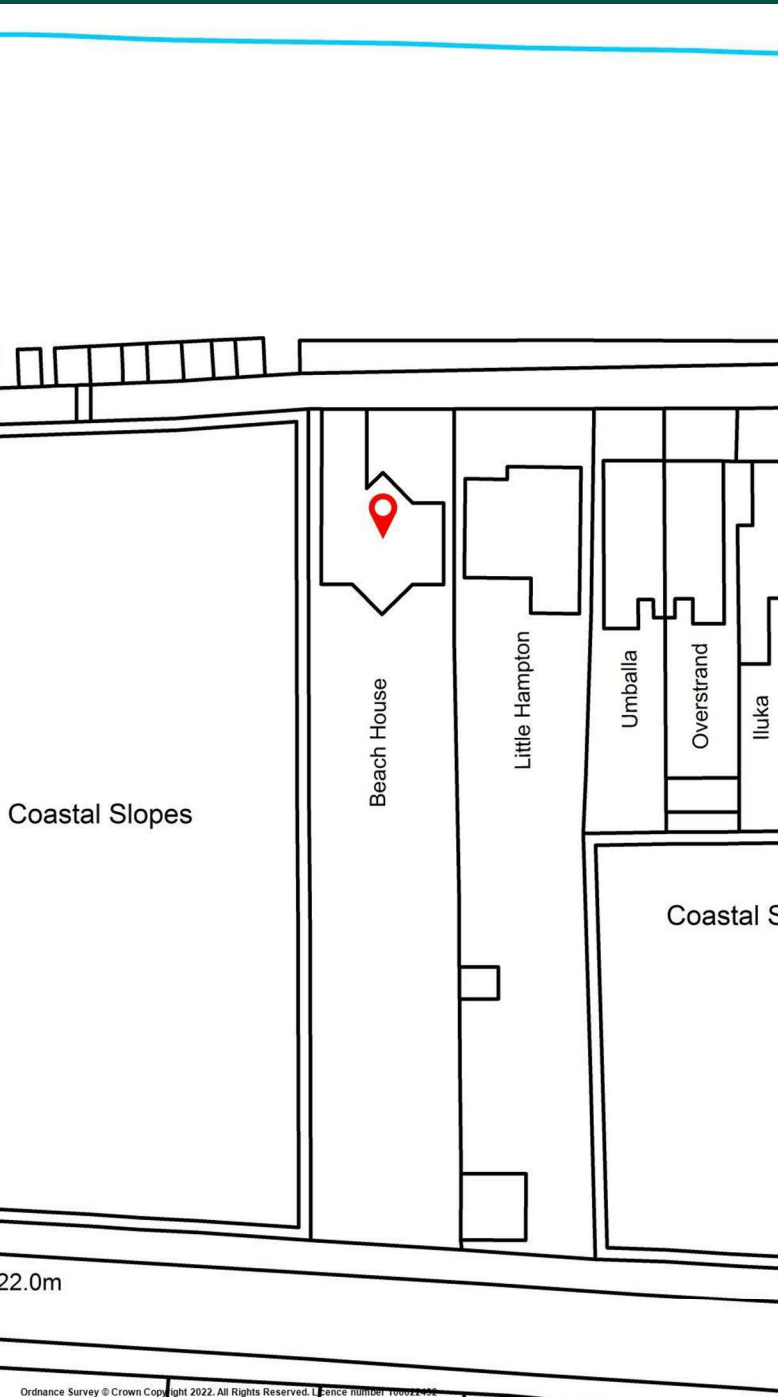 Beach House
Little Hampton
Umballa
Overstrand
Iluka
Coastal Slopes
Coastal S
22.0m
Ordnance Survey © Crown Copyright 2022. All Rights Reserved. Licence number 100022432